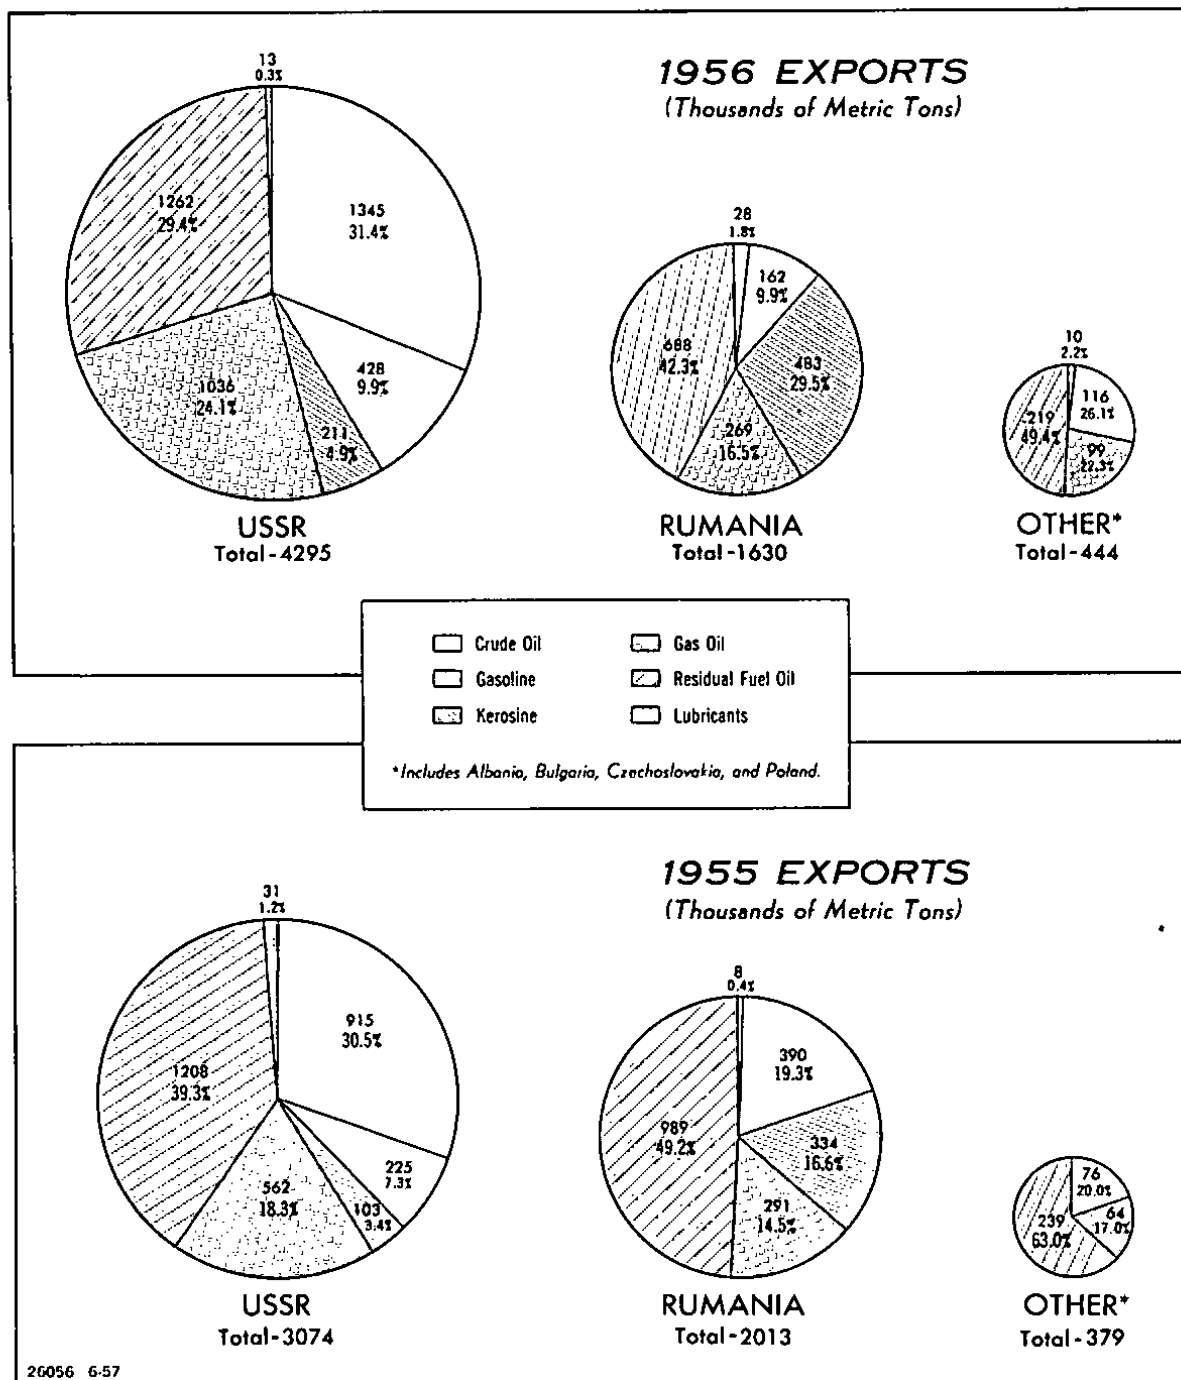 1956 EXPORTS
(Thousands of Metric Tons)
13
0.3%
1262
29.4%
1345
31.4%
428
9.9%
211
4.9%
1036
24.1%
USSR
Total-4295
28
1.8%
162
9.9%
688
42.3%
483
29.5%
269
16.5%
RUMANIA
Total-1630
10
2.2%
116
26.1%
219
49.4%
99
22.3%
OTHER*
Total-444
Crude Oil
Gasoline
Kerosine
Gas Oil
Residual Fuel Oil
Lubricants
*Includes Albania, Bulgaria, Czechoslovakia, and Poland.
1955 EXPORTS
(Thousands of Metric Tons)
31
1.2%
915
30.5%
1208
39.3%
225
7.3%
103
3.4%
562
18.3%
USSR
Total-3074
8
0.4%
390
19.3%
989
49.2%
334
16.6%
291
14.5%
RUMANIA
Total-2013
76
20.0%
64
17.0%
239
63.0%
OTHER*
Total-379
26056 6-57